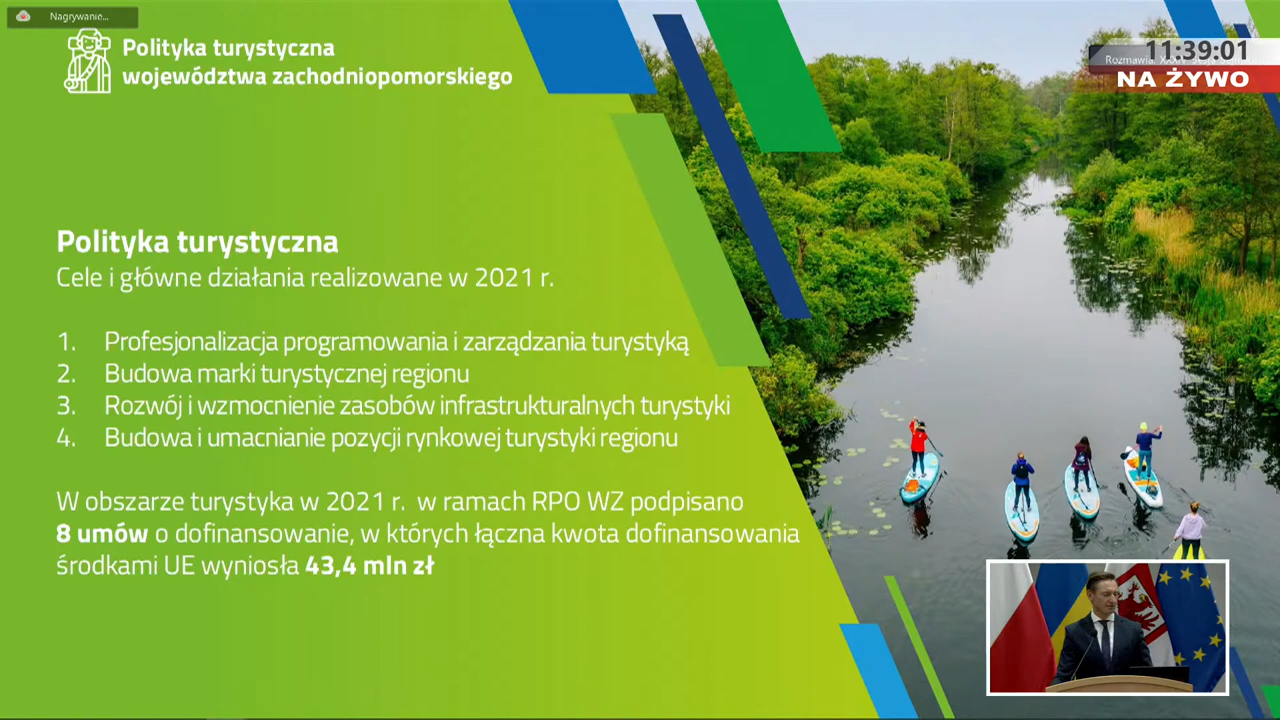 Nagrywanie...
Polityka turystyczna
województwa zachodniopomorskiego
11:39:01
Rozmawia:
NA ŻYWO
Polityka turystyczna
Cele i główne działania realizowane w 2021 r.
1. Profesjonalizacja programowania i zarządzania turystyką
2. Budowa marki turystycznej regionu
3. Rozwój i wzmocnienie zasobów infrastrukturalnych turystyki
4. Budowa i umacnianie pozycji rynkowej turystyki regionu
W obszarze turystyka w 2021 r. w ramach RPO WZ podpisano
8 umów o dofinansowanie, w których łączna kwota dofinansowania
środkami UE wyniosła 43,4 mln zł